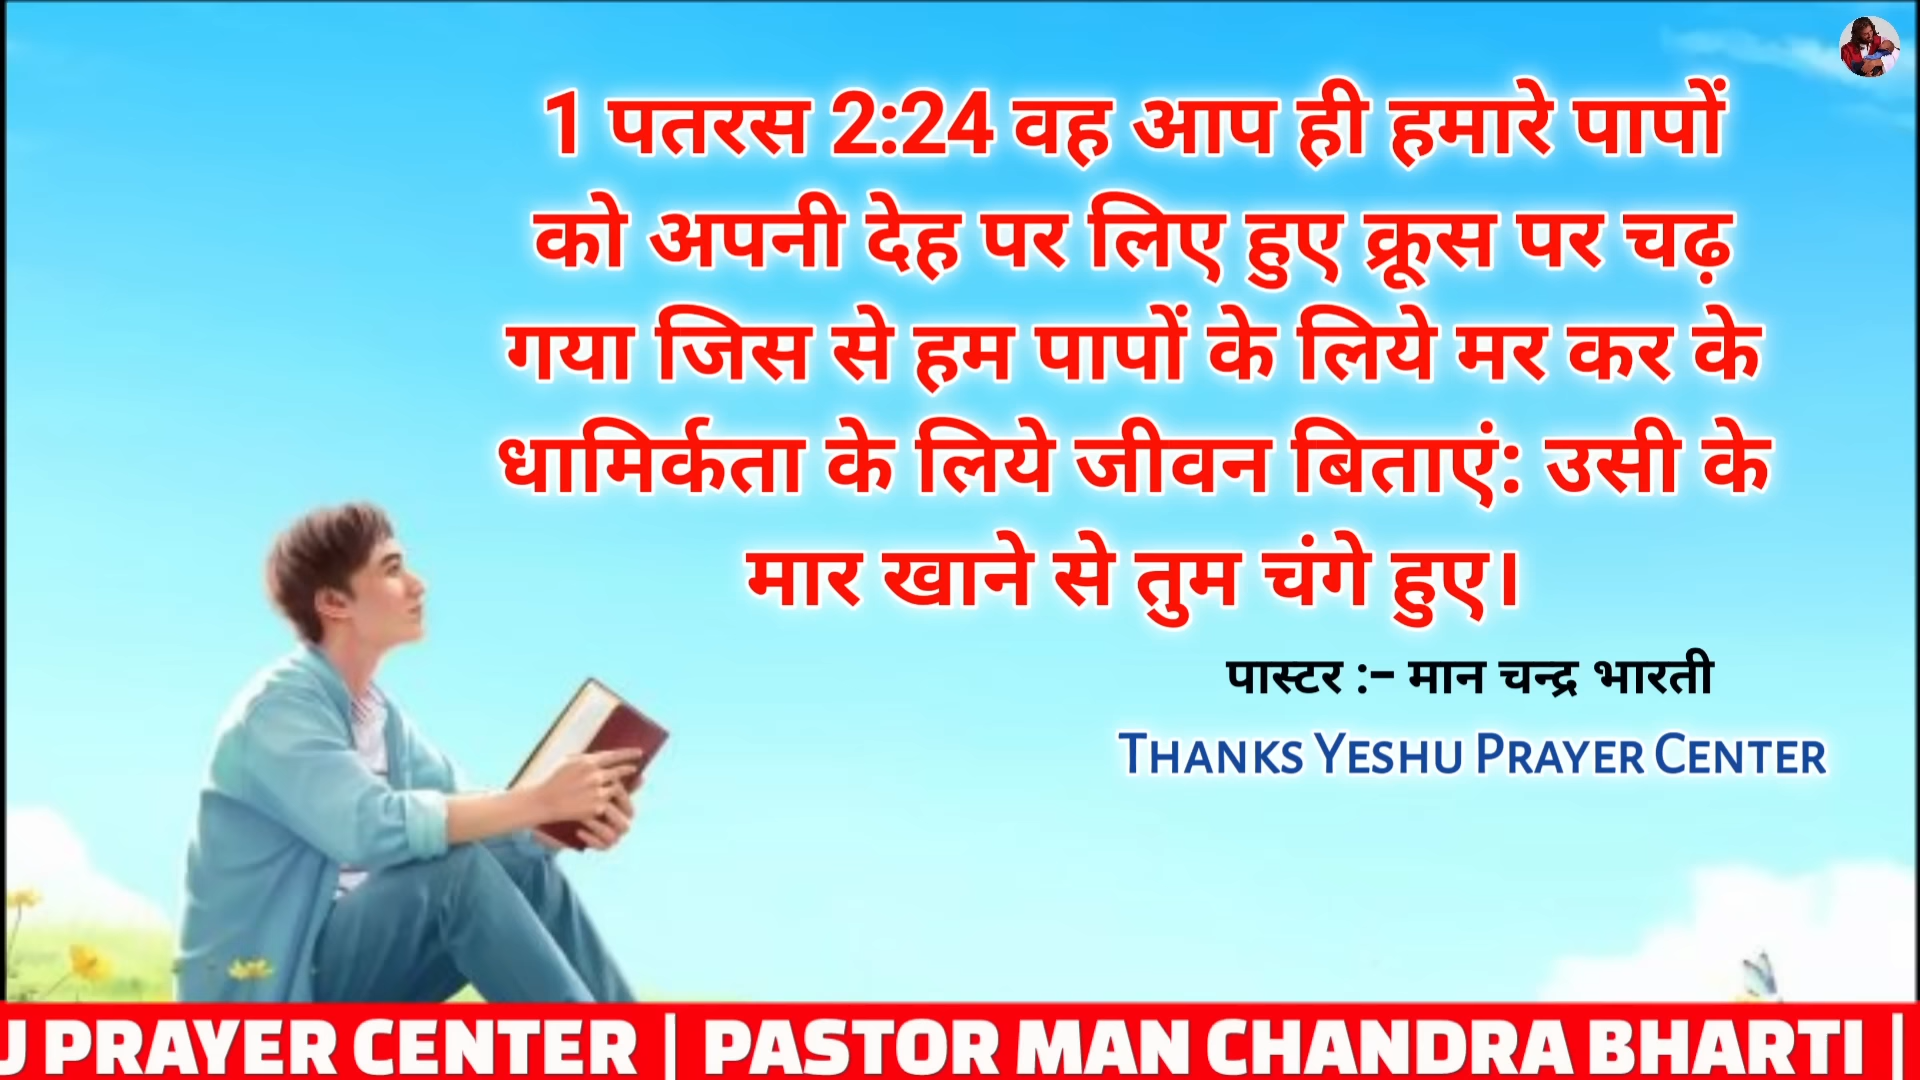 1 पतरस 2:24 वह आप ही हमारे पापों
को अपनी देह पर लिए हुए क्रूस पर चढ़
गया जिस से हम पापों के लिये मर कर के
धामिर्कता के लिये जीवन बिताएं: उसी के
मार खाने से तुम चंगे हुए।
पास्टर :- मान चन्द्र भारती
THANKS YESHU PRAYER CENTER
U PRAYER CENTER | PASTOR MAN CHANDRA BHARTI |